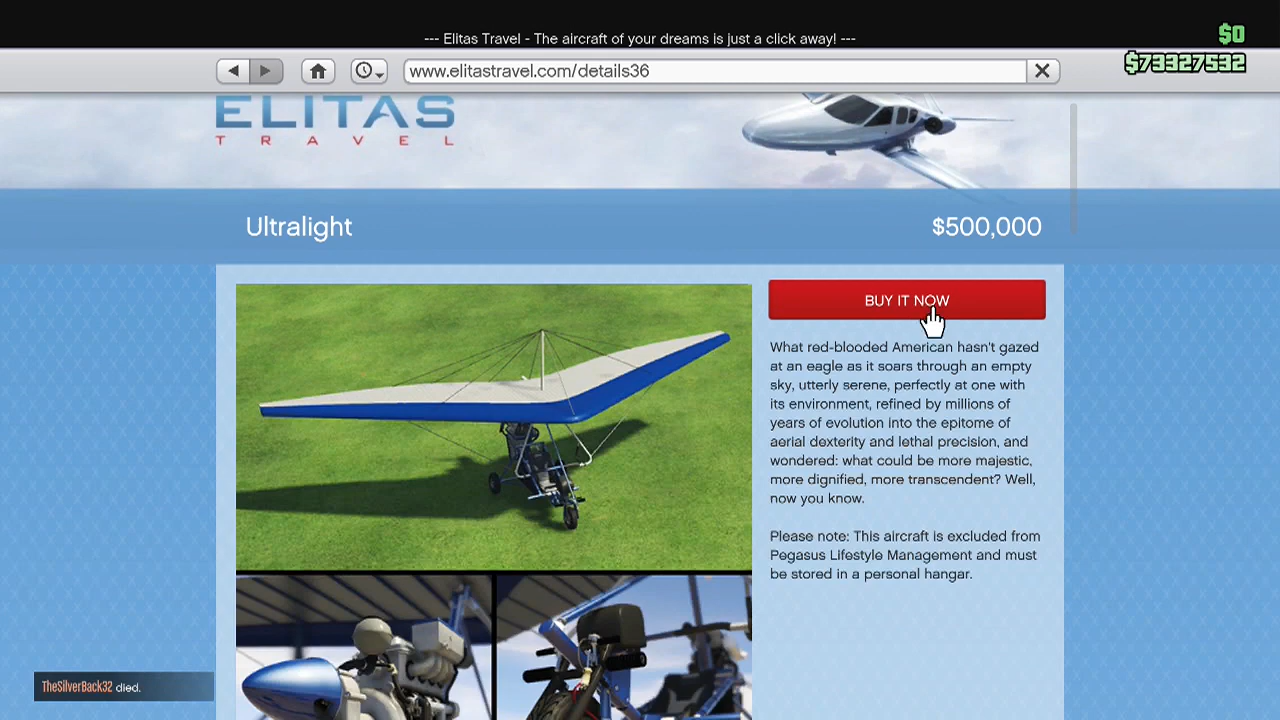 --- Elitas Travel - The aircraft of your dreams is just a click away! ---
$0
$73327532
www.elitastravel.com/details36
ELITAS
TRAVEL
Ultralight
$500,000
BUY IT NOW
What red-blooded American hasn't gazed
at an eagle as it soars through an empty
sky, utterly serene, perfectly at one with
its environment, refined by millions of
years of evolution into the epitome of
aerial dexterity and lethal precision, and
wondered: what could be more majestic,
more dignified, more transcendent? Well,
now you know.
Please note: This aircraft is excluded from
Pegasus Lifestyle Management and must
be stored in a personal hangar.
TheSilverBack32 died.